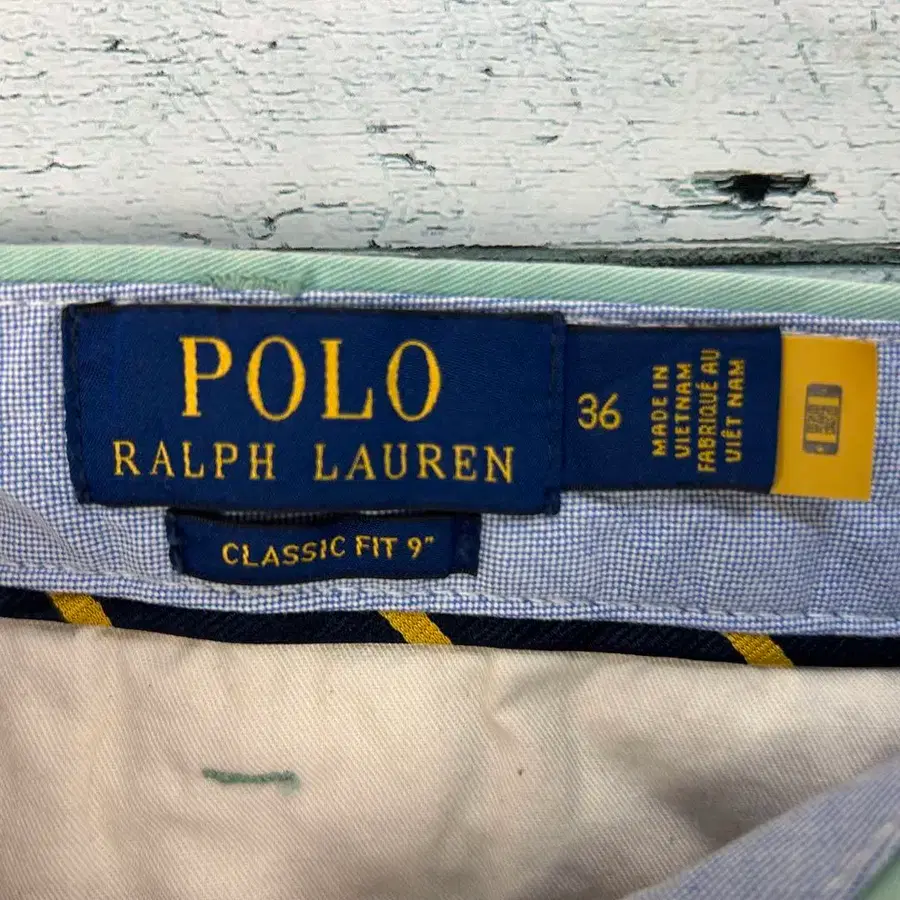 POLO
RALPH LAUREN
36
MADE IN
VIETNAM
FABRIQUÉ AU
VIÊT NAM
CLASSIC FIT 9"